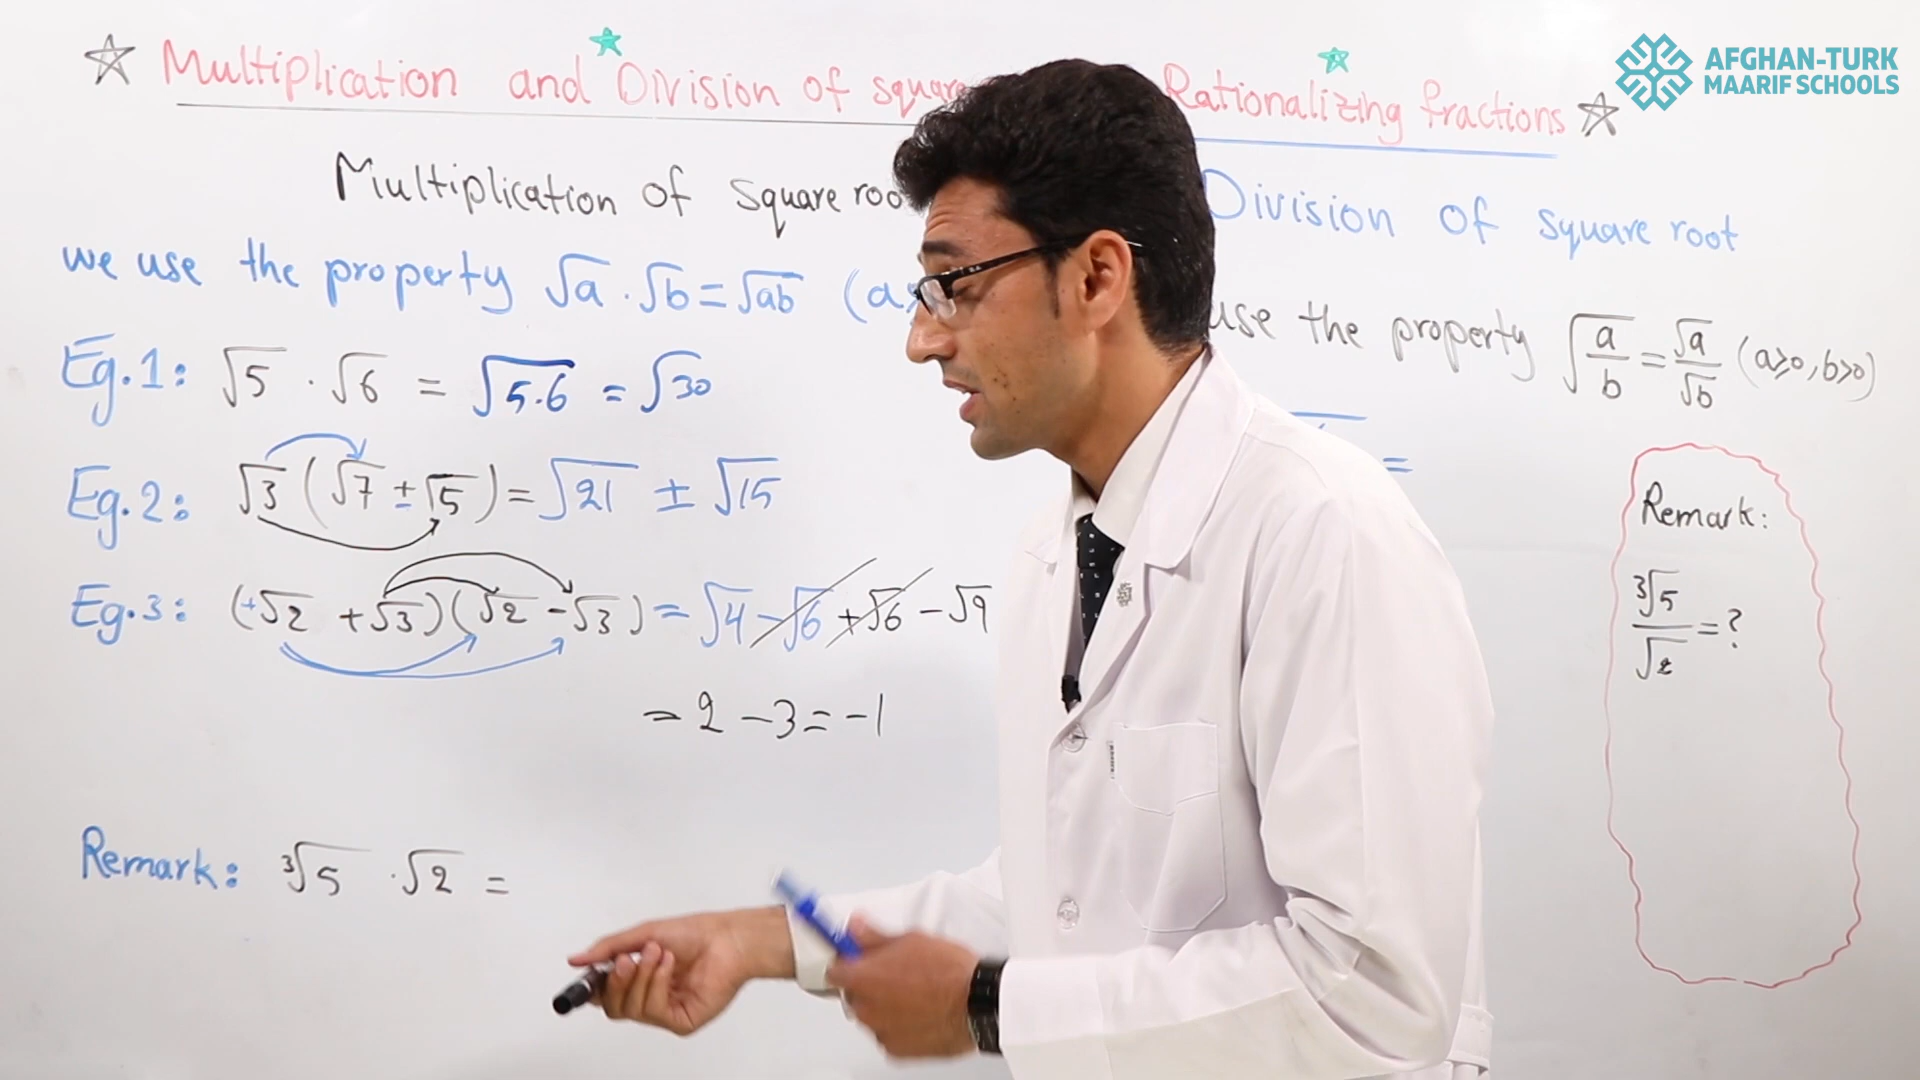 ☆ Multiplication and Division of square Rationalizing fractions ☆
AFGHAN-TURK
MAARIF SCHOOLS
Multiplication of square roo
we use the property √a . √b = √ab (a≥
Eg.1: √5 . √6 = √5.6 = √30
Eg.2: √3 (√7 ± √5) = √21 ± √15
Eg.3: (+√2 + √3)(√2 - √3) = √4 - √6 + √6 - √9
= 2 - 3 = -1
Remark: ³√5 . √2 =
Division of square root
use the property √(a/b) = √a/√b (a≥0, b>0)
=
Remark:
³√5/√2 = ?